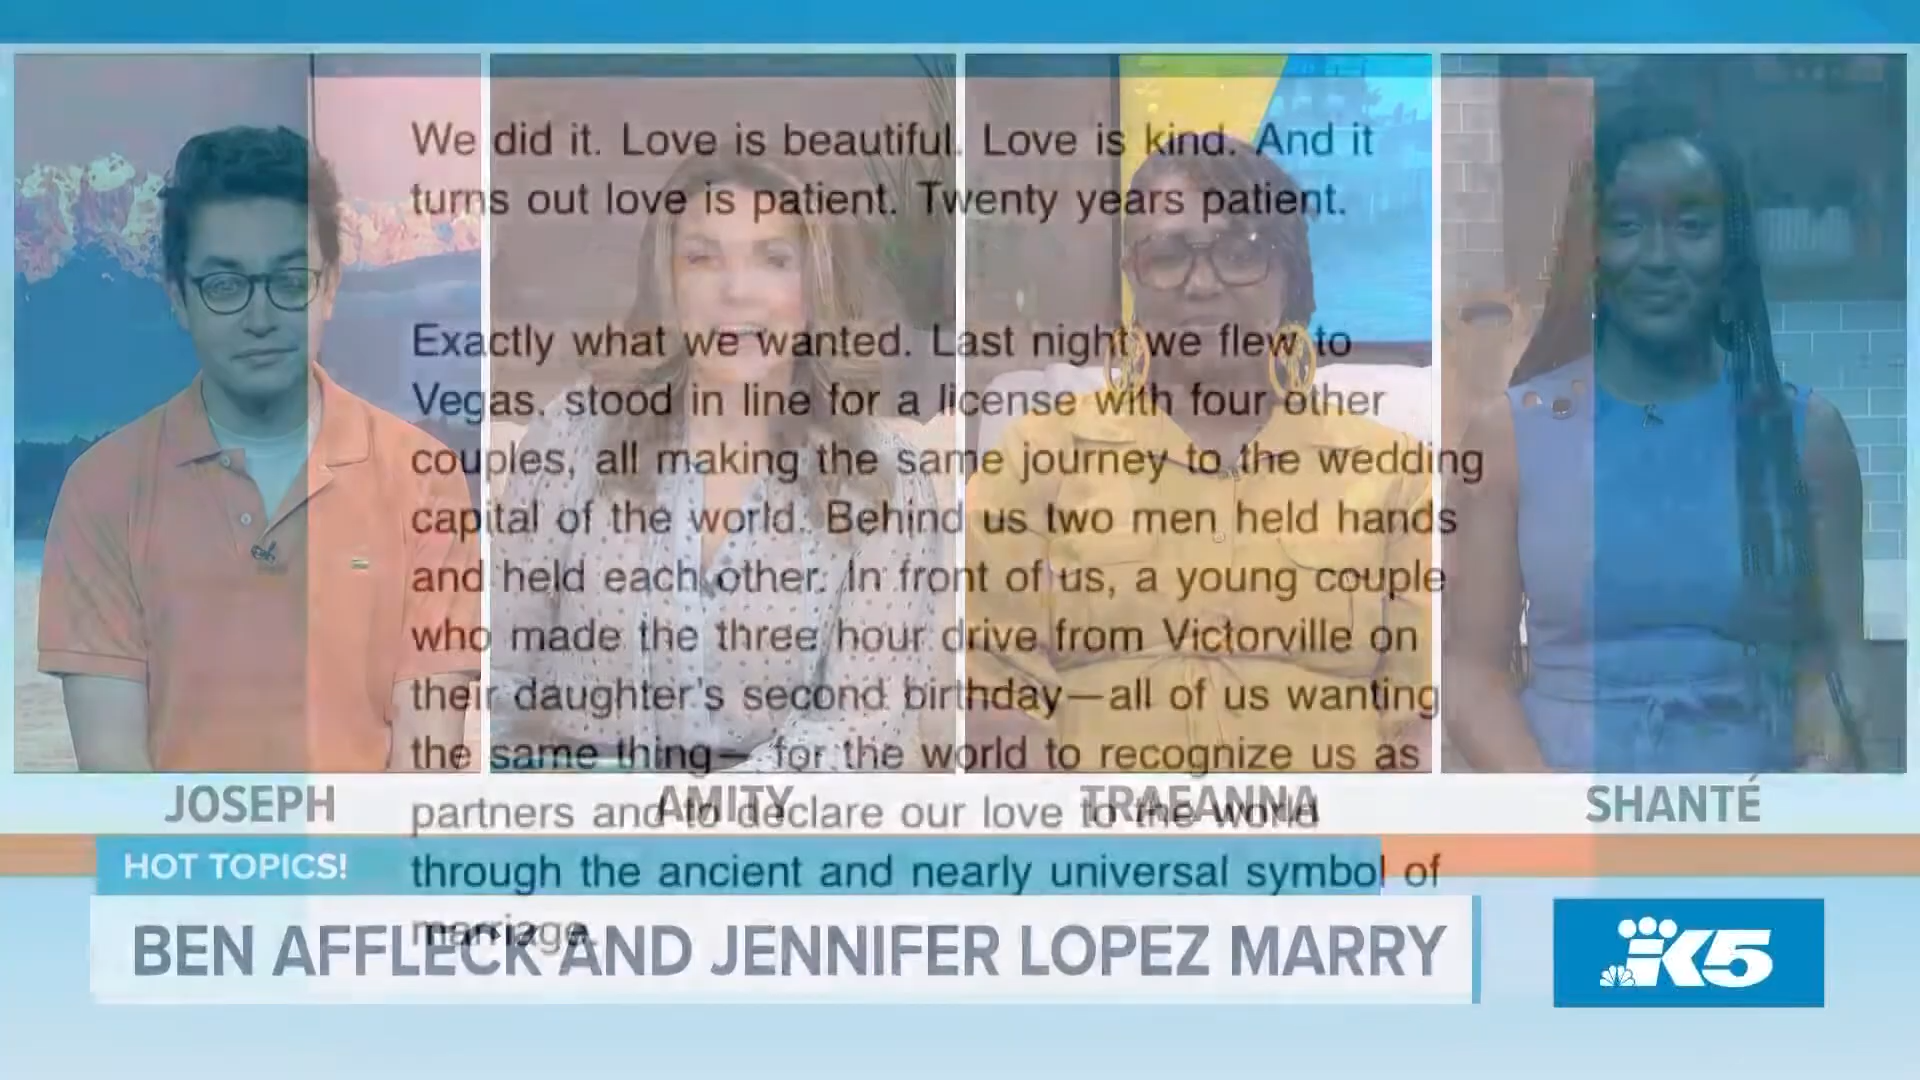 We did it. Love is beautiful. Love is kind. And it
turns out love is patient. Twenty years patient.
Exactly what we wanted. Last night we flew to
Vegas, stood in line for a license with four other
couples, all making the same journey to the wedding
capital of the world. Behind us two men held hands
and held each other. In front of us, a young couple
who made the three hour drive from Victorville on
their daughter's second birthday—all of us wanting
the same thing— for the world to recognize us as
partners and to declare our love to the world
through the ancient and nearly universal symbol of
marriage.
JOSEPH
AMITY
TRAEANNA
SHANTÉ
HOT TOPICS!
BEN AFFLECK AND JENNIFER LOPEZ MARRY
K5